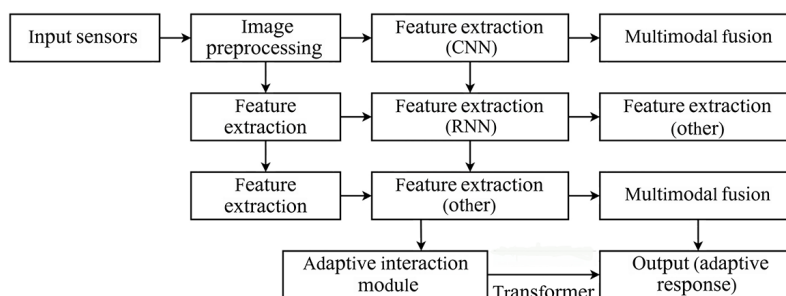 Input sensors
Image
preprocessing
Feature extraction
(CNN)
Multimodal fusion
Feature
extraction
Feature extraction
(RNN)
Feature extraction
(other)
Feature
extraction
Feature extraction
(other)
Multimodal fusion
Adaptive interaction
module
Transformer
Output (adaptive
response)